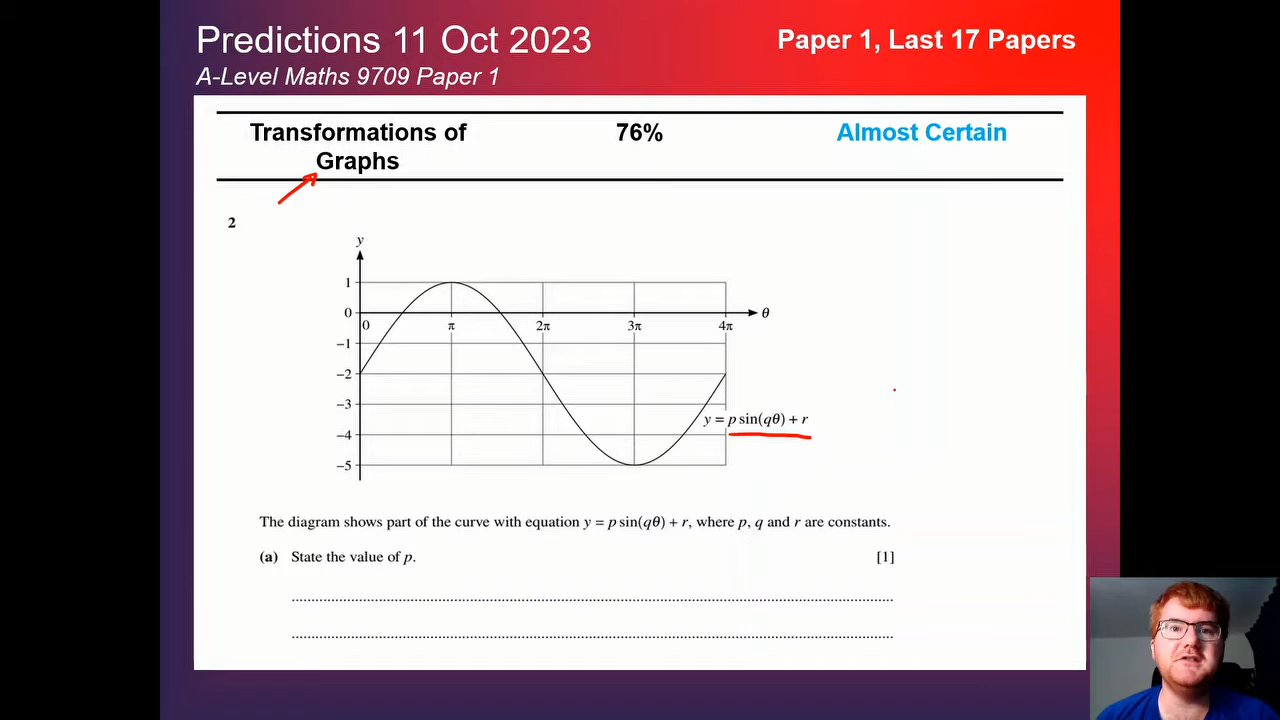 Predictions 11 Oct 2023
Paper 1, Last 17 Papers
A-Level Maths 9709 Paper 1
Transformations of Graphs
76%
Almost Certain
2
y
1
0
−1
−2
−3
−4
−5
0
π
2π
3π
4π
θ
y = p sin(qθ) + r
The diagram shows part of the curve with equation y = p sin(qθ) + r, where p, q and r are constants.
(a) State the value of p. [1]